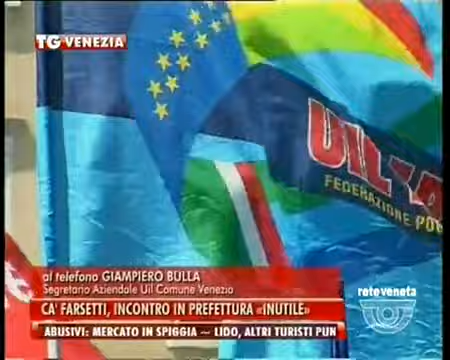 TG VENEZIA
UIL
FEDERAZIONE PO
al telefono GIAMPIERO BULLA
Segretario Aziendale Uil Comune Venezia
CA' FARSETTI, INCONTRO IN PREFETTURA «INUTILE»
reteveneta
ABUSIVI: MERCATO IN SPIGGIA — LIDO, ALTRI TURISTI PUN